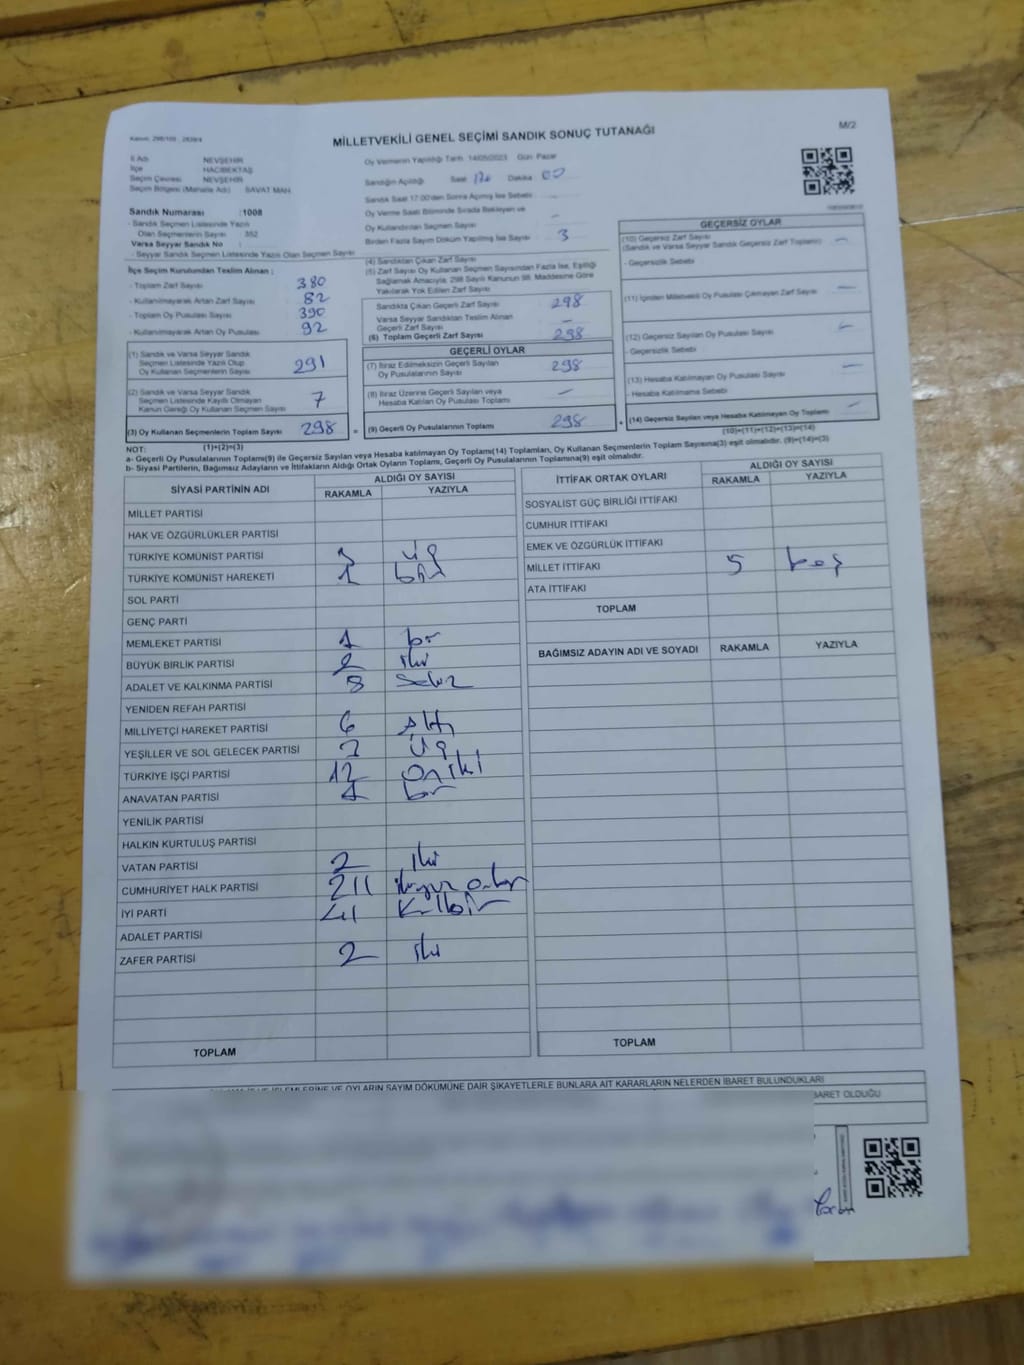 MİLLETVEKİLİ GENEL SEÇİMİ SANDIK SONUÇ TUTANAĞI
M/2
İl Adı NEVŞEHİR
İlçe HACIBEKTAŞ
Seçim Çevresi NEVŞEHİR
Seçim Bölgesi (Mahalle Adı) SAVAT MAH.
Sandık Numarası :1008
- Sandık Seçmen Listesinde Yazılı
Olan Seçmenlerin Sayısı 352
Varsa Seyyar Sandık No :
- Seyyar Sandık Seçmen Listesinde Yazılı Olan Seçmen Sayısı
Oy Vermenin Yapıldığı Tarih 14/05/2023 Gün Pazar
Sandığın Açıldığı Saat Dakika 00
Sandık Saat 17:00'den Sonra Açılmış İse Sebebi
Oy Verme Saati Bitiminde Sırada Bekleyen ve
Oy Kullandırılan Seçmen Sayısı –
Birden Fazla Sayım Döküm Yapılmış İse Sayısı 3
İlçe Seçim Kurulundan Teslim Alınan ;
- Toplam Zarf Sayısı 380
- Kullanılmayarak Artan Zarf Sayısı 82
- Toplam Oy Pusulası Sayısı 390
- Kullanılmayarak Artan Oy Pusulası 92
(1) Sandık ve Varsa Seyyar Sandık
Seçmen Listesinde Yazılı Olup
Oy Kullanan Seçmenlerin Sayısı 291
(2) Sandık ve Varsa Seyyar Sandık
Seçmen Listesinde Kayıtlı Olmayan
Kanun Gereği Oy Kullanan Seçmen Sayısı 7
(3) Oy Kullanan Seçmenlerin Toplam Sayısı 298
(1)+(2)=(3)
(4) Sandıktan Çıkan Zarf Sayısı
(5) Zarf Sayısı Oy Kullanan Seçmen Sayısından Fazla İse, Eşitliği
Sağlamak Amacıyla, 298 Sayılı Kanunun 98. Maddesine Göre
Yakılarak Yok Edilen Zarf Sayısı
Sandıkta Çıkan Geçerli Zarf Sayısı 298
Varsa Seyyar Sandıktan Teslim Alınan
Geçerli Zarf Sayısı –
(6) Toplam Geçerli Zarf Sayısı 298
GEÇERLİ OYLAR
(7) İtiraz Edilmeksizin Geçerli Sayılan
Oy Pusulalarının Sayısı 298
(8) İtiraz Üzerine Geçerli Sayılan veya
Hesaba Katılan Oy Pusulası Toplamı –
(9) Geçerli Oy Pusulalarının Toplamı 298
GEÇERSİZ OYLAR
(10) Geçersiz Zarf Sayısı
(Sandık ve Varsa Seyyar Sandık Geçersiz Zarf Toplamı) –
- Geçersizlik Sebebi
(11) İçinden Milletvekili Oy Pusulası Çıkmayan Zarf Sayısı –
(12) Geçersiz Sayılan Oy Pusulası Sayısı –
- Geçersizlik Sebebi
(13) Hesaba Katılmayan Oy Pusulası Sayısı –
- Hesaba Katılmama Sebebi
(14) Geçersiz Sayılan veya Hesaba Katılmayan Oy Toplamı –
(10)+(11)+(12)+(13)=(14)
NOT:
a- Geçerli Oy Pusulalarının Toplamı(9) ile Geçersiz Sayılan veya Hesaba katılmayan Oy Toplamı(14) Toplamları, Oy Kullanan Seçmenlerin Toplam Sayısına(3) eşit olmalıdır. (9)+(14)=(3)
b- Siyasi Partilerin, Bağımsız Adayların ve İttifakların Aldığı Ortak Oyların Toplamı, Geçerli Oy Pusulalarının Toplamına(9) eşit olmalıdır.
SİYASİ PARTİNİN ADI ALDIĞI OY SAYISI
RAKAMLA YAZIYLA
MİLLET PARTİSİ
HAK VE ÖZGÜRLÜKLER PARTİSİ
TÜRKİYE KOMÜNİST PARTİSİ 3 üç
TÜRKİYE KOMÜNİST HAREKETİ 1 bir
SOL PARTİ
GENÇ PARTİ
MEMLEKET PARTİSİ 1 bir
BÜYÜK BİRLİK PARTİSİ 2 iki
ADALET VE KALKINMA PARTİSİ 8 sekiz
YENİDEN REFAH PARTİSİ
MİLLİYETÇİ HAREKET PARTİSİ 6 Altı
YEŞİLLER VE SOL GELECEK PARTİSİ 3 üç
TÜRKİYE İŞÇİ PARTİSİ 12 oniki
ANAVATAN PARTİSİ 1 bir
YENİLİK PARTİSİ
HALKIN KURTULUŞ PARTİSİ
VATAN PARTİSİ 2 iki
CUMHURİYET HALK PARTİSİ 211 ikiyüz onbir
İYİ PARTİ 41 Kırkbir
ADALET PARTİSİ
ZAFER PARTİSİ 2 iki
TOPLAM
İTTİFAK ORTAK OYLARI ALDIĞI OY SAYISI
RAKAMLA YAZIYLA
SOSYALİST GÜÇ BİRLİĞİ İTTİFAKI
CUMHUR İTTİFAKI
EMEK VE ÖZGÜRLÜK İTTİFAKI
MİLLET İTTİFAKI 5 beş
ATA İTTİFAKI
TOPLAM
BAĞIMSIZ ADAYIN ADI VE SOYADI RAKAMLA YAZIYLA
TOPLAM
OYLARIN SAYIM DÖKÜMÜNE DAİR ŞİKAYETLERLE BUNLARA AİT KARARLARIN NELERDEN İBARET BULUNDUKLARI
İBARET OLDUĞU